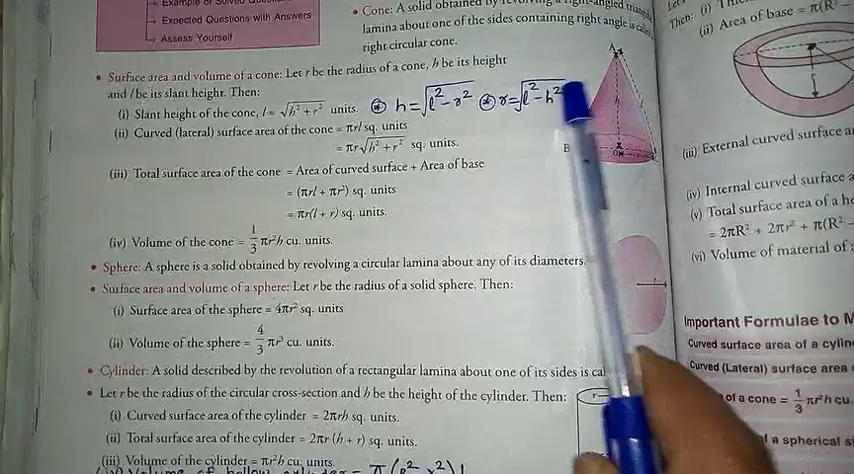 Example of Solved Questions
Expected Questions with Answers
Assess Yourself
• Cone: A solid obtained by revolving a right-angled
lamina about one of the sides containing right angle is
right circular cone.
• Surface area and volume of a cone: Let r be the radius of a cone, h be its height
and l be its slant height. Then:
(i) Slant height of the cone, l = √h² + r² units. * h = √l² - r² * r = √l² - h²
(ii) Curved (lateral) surface area of the cone = πrl sq. units
= πr√h² + r² sq. units.
(iii) Total surface area of the cone = Area of curved surface + Area of base
= (πrl + πr²) sq. units
= πr(l + r) sq. units.
(iv) Volume of the cone = 1/3 πr²h cu. units.
• Sphere: A sphere is a solid obtained by revolving a circular lamina about any of its diameters.
• Surface area and volume of a sphere: Let r be the radius of a solid sphere. Then:
(i) Surface area of the sphere = 4πr² sq. units
(ii) Volume of the sphere = 4/3 πr³ cu. units.
• Cylinder: A solid described by the revolution of a rectangular lamina about one of its sides is cal
• Let r be the radius of the circular cross-section and h be the height of the cylinder. Then:
(i) Curved surface area of the cylinder = 2πrh sq. units.
(ii) Total surface area of the cylinder = 2πr (h + r) sq. units.
(iii) Volume of the cylinder = πr²h cu. units.
A
h
B
O
r
r
Let
Then: (i)
(ii) Area of base = π(R² -
r
(iii) External curved surface a
(iv) Internal curved surface a
(v) Total surface area of a he
= 2πR² + 2πr² + π(R² -
(vi) Volume of material of
Important Formulae to M
Curved surface area of a cylin
Curved (Lateral) surface area
of a cone = 1/3 πr²h cu.
of a spherical s